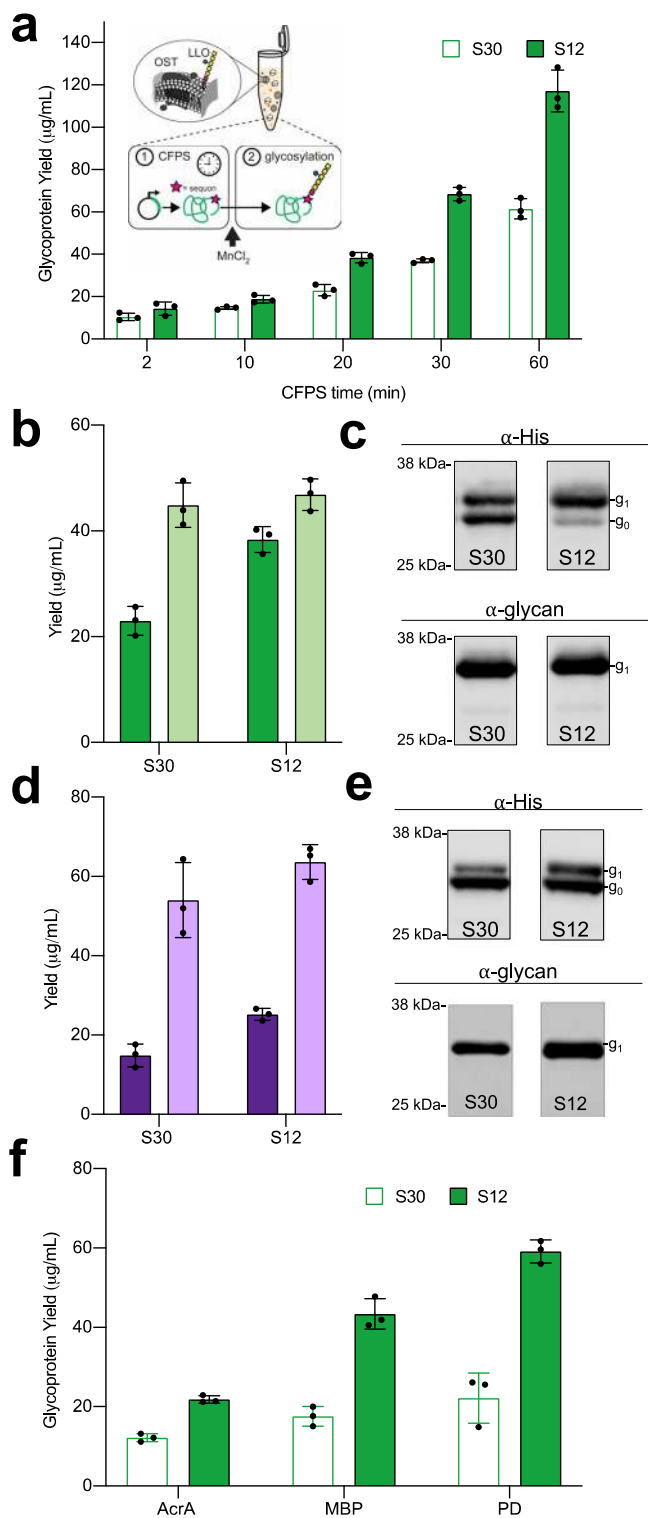 a
Glycoprotein Yield (μg/mL)
140
120
100
80
60
40
20
0
S30 S12
OST
LLO
1 CFPS
2 glycosylation
= sequon
MnCl2
2 10 20 30 60
CFPS time (min)
b
Yield (μg/mL)
60
40
20
0
S30 S12
c
α-His
38 kDa-
-g1
-g0
25 kDa-
S30 S12
α-glycan
38 kDa-
-g1
25 kDa-
S30 S12
d
Yield (μg/mL)
80
60
40
20
0
S30 S12
e
α-His
38 kDa-
-g1
-g0
25 kDa-
S30 S12
α-glycan
38 kDa-
-g1
25 kDa-
S30 S12
f
Glycoprotein Yield (μg/mL)
80
60
40
20
0
S30 S12
AcrA MBP PD